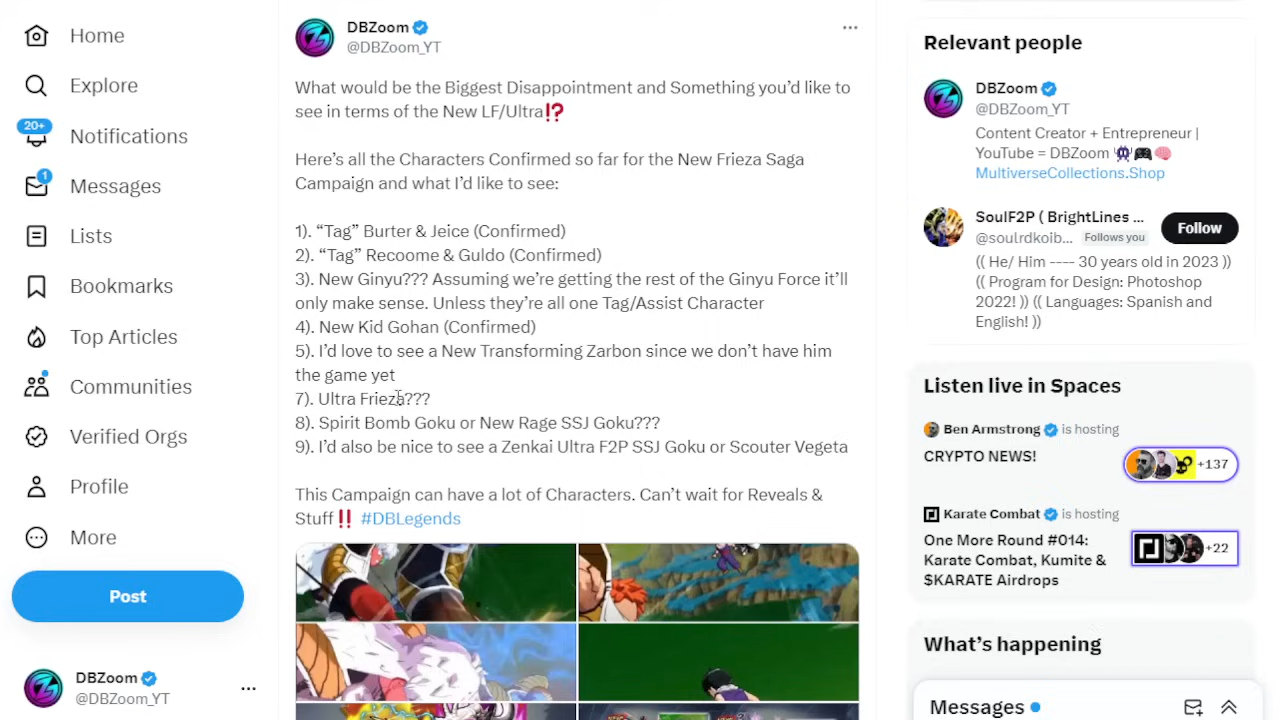 Home
Explore
20+
Notifications
1
Messages
Lists
Bookmarks
Top Articles
Communities
Verified Orgs
Profile
More
Post
DBZoom
@DBZoom_YT
DBZoom
@DBZoom_YT
What would be the Biggest Disappointment and Something you'd like to
see in terms of the New LF/Ultra⁉️
Here's all the Characters Confirmed so far for the New Frieza Saga
Campaign and what I'd like to see:
1). “Tag” Burter & Jeice (Confirmed)
2). “Tag” Recoome & Guldo (Confirmed)
3). New Ginyu??? Assuming we're getting the rest of the Ginyu Force it'll
only make sense. Unless they're all one Tag/Assist Character
4). New Kid Gohan (Confirmed)
5). I'd love to see a New Transforming Zarbon since we don't have him
the game yet
7). Ultra Frieza???
8). Spirit Bomb Goku or New Rage SSJ Goku???
9). I'd also be nice to see a Zenkai Ultra F2P SSJ Goku or Scouter Vegeta
This Campaign can have a lot of Characters. Can't wait for Reveals &
Stuff‼️ #DBLegends
Relevant people
DBZoom
@DBZoom_YT
Content Creator + Entrepreneur |
YouTube = DBZoom 👾🎮🧠
MultiverseCollections.Shop
SoulF2P ( BrightLines ...
@soulrdkoib... Follows you
Follow
(( He/ Him ---- 30 years old in 2023 ))
(( Program for Design: Photoshop
2022! )) (( Languages: Spanish and
English! ))
Listen live in Spaces
Ben Armstrong is hosting
CRYPTO NEWS!
+137
Karate Combat is hosting
One More Round #014:
Karate Combat, Kumite &
$KARATE Airdrops
+22
What's happening
Messages